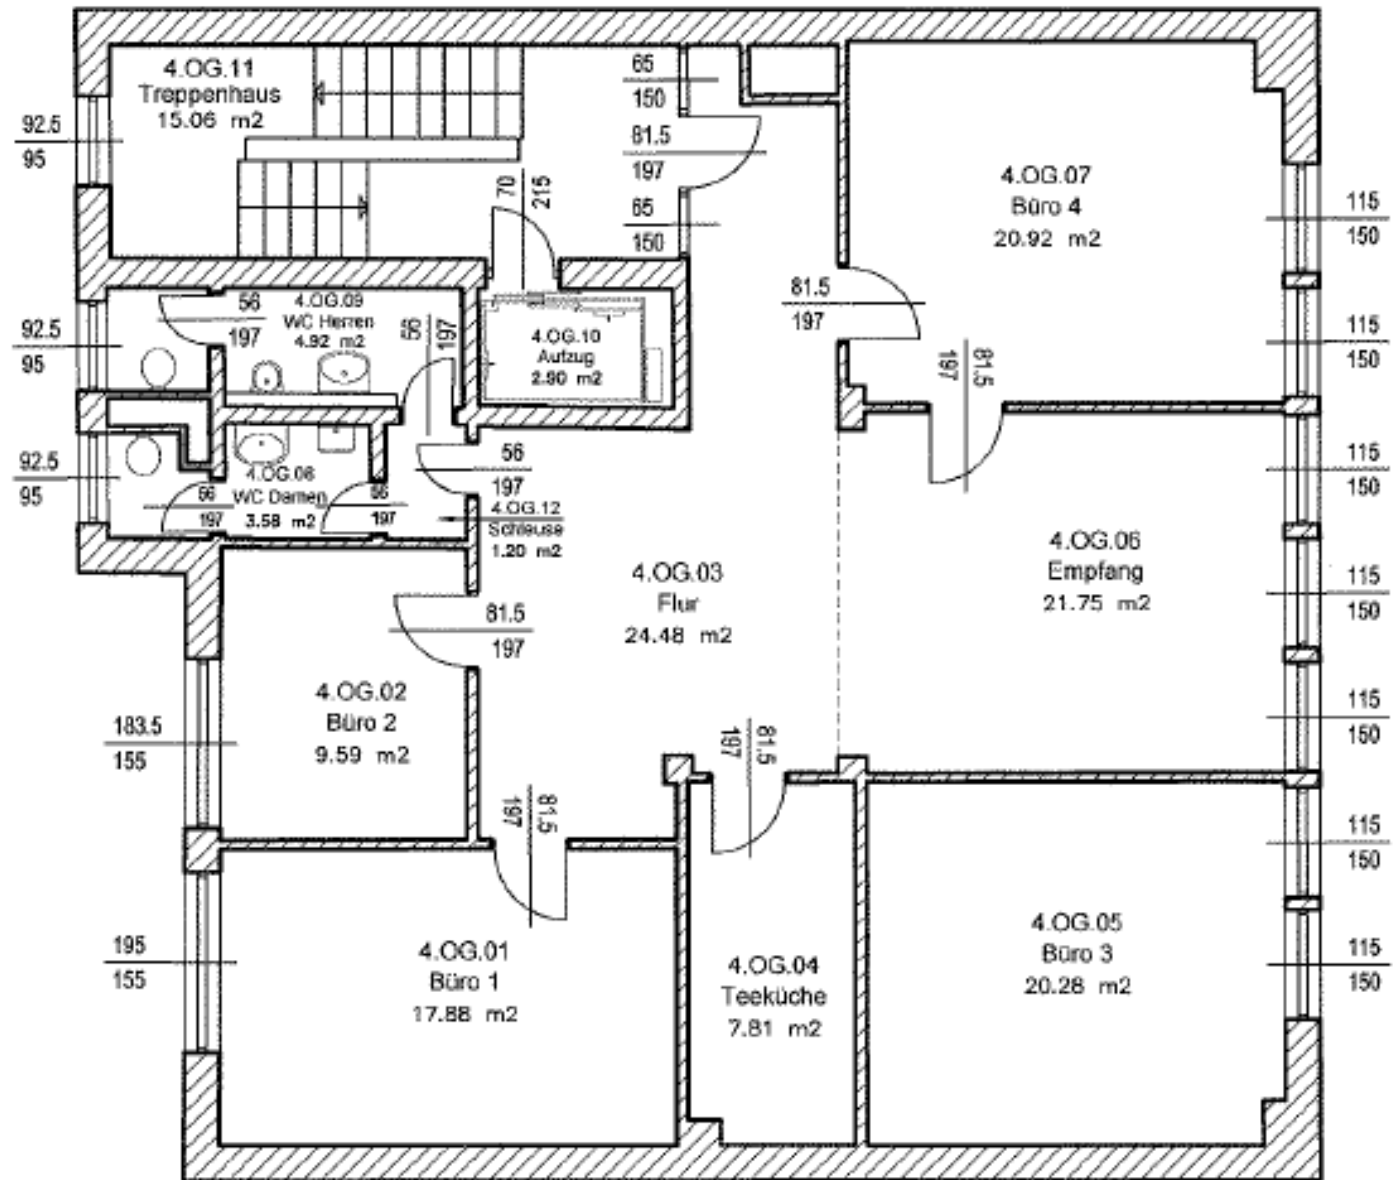 4.OG.11
Treppenhaus
15.06 m2
65
150
81.5
197
65
150
70
215
92.5
95
4.OG.07
Büro 4
20.92 m2
115
150
81.5
197
115
150
81.5
197
56
197
4.OG.09
WC Herren
4.92 m2
56
197
92.5
95
4.OG.10
Aufzug
2.90 m2
92.5
95
4.OG.08
WC Damen
3.58 m2
56
197
56
197
56
197
4.OG.12
Schleuse
1.20 m2
115
150
4.OG.06
Empfang
21.75 m2
115
150
115
150
4.OG.03
Flur
24.48 m2
81.5
197
4.OG.02
Büro 2
9.59 m2
183.5
155
81.5
197
81.5
197
115
150
4.OG.01
Büro 1
17.88 m2
195
155
4.OG.04
Teeküche
7.81 m2
4.OG.05
Büro 3
20.28 m2
115
150